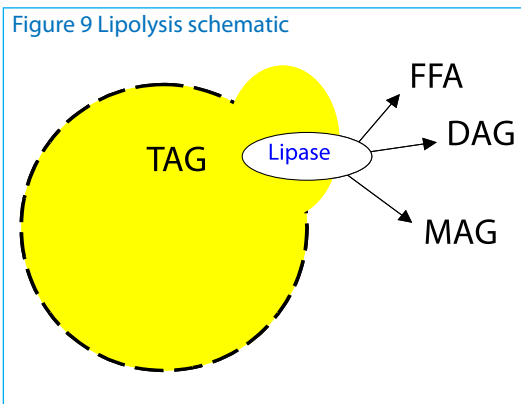 Figure 9 Lipolysis schematic
FFA
DAG
TAG
Lipase
MAG